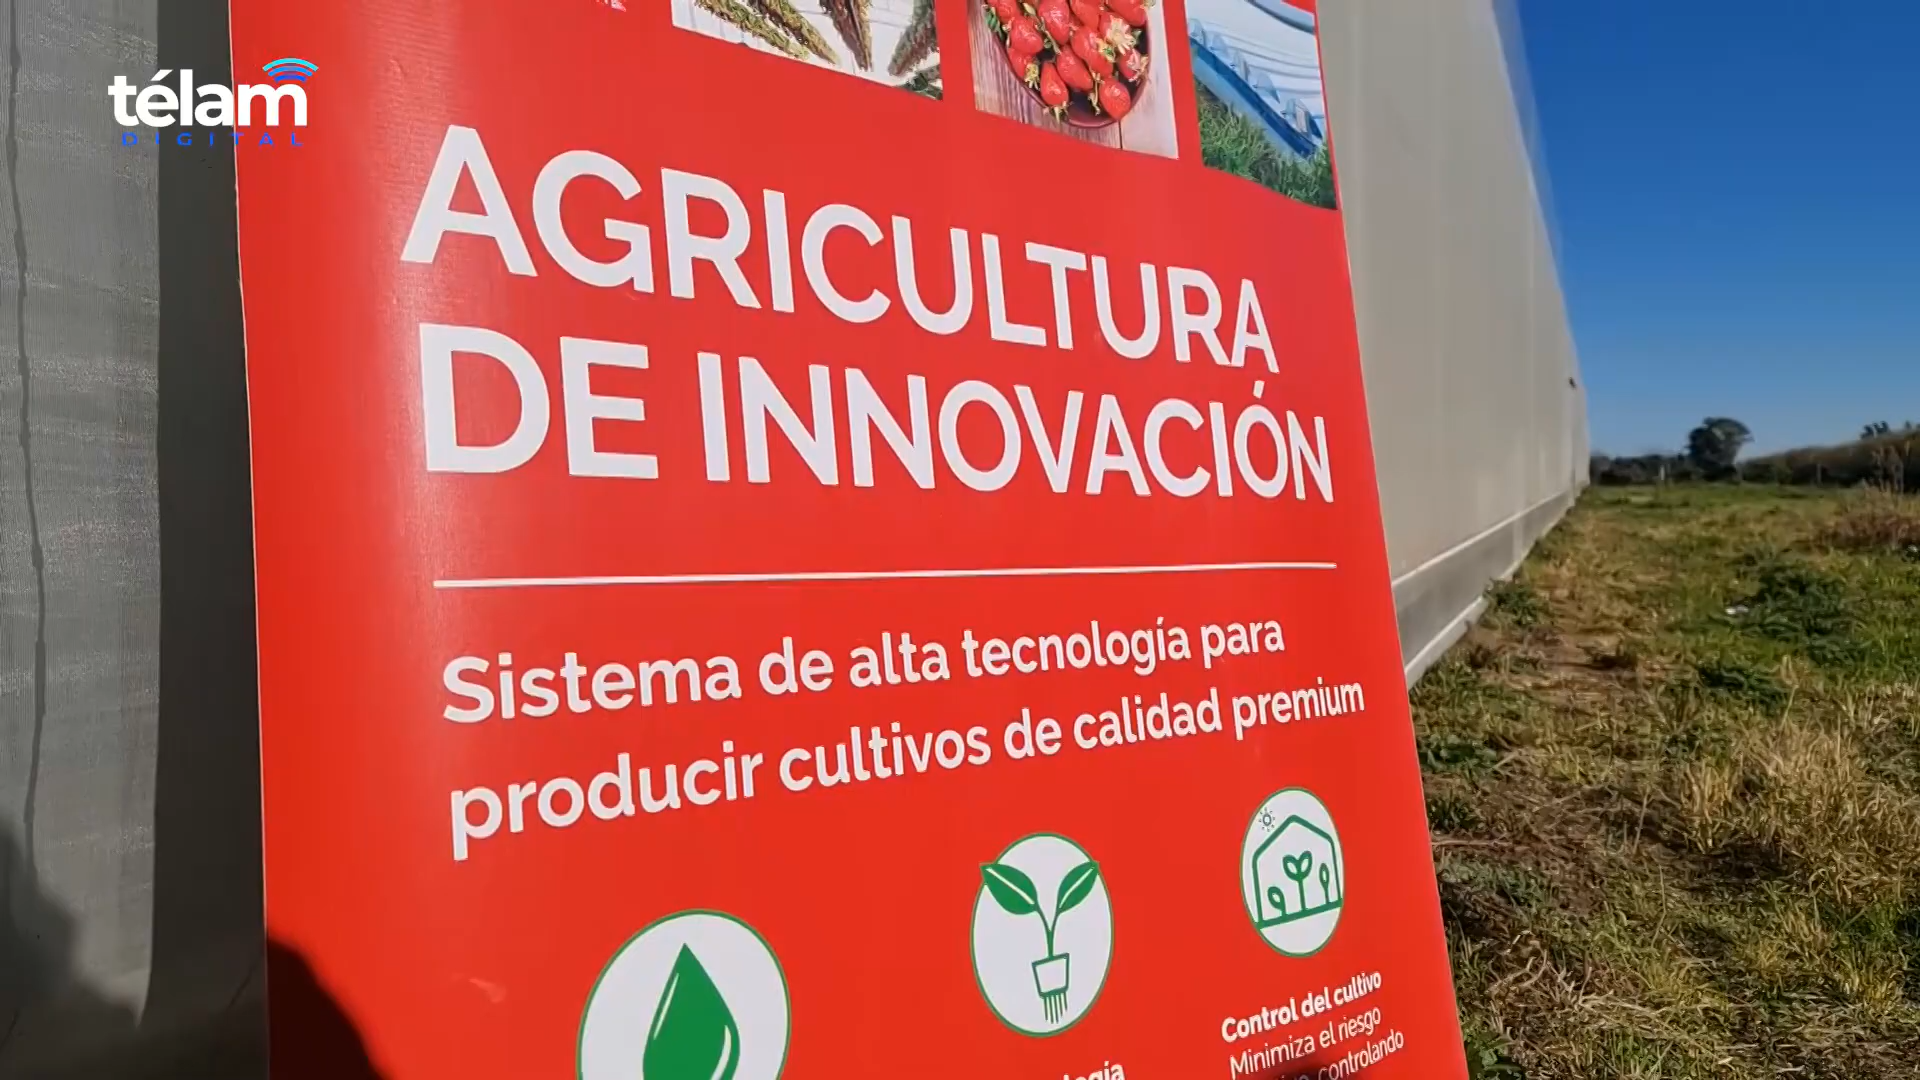 télam
DIGITAL
AGRICULTURA
DE INNOVACIÓN
Sistema de alta tecnología para
producir cultivos de calidad premium
Control del cultivo
Minimiza el riesgo
controlando